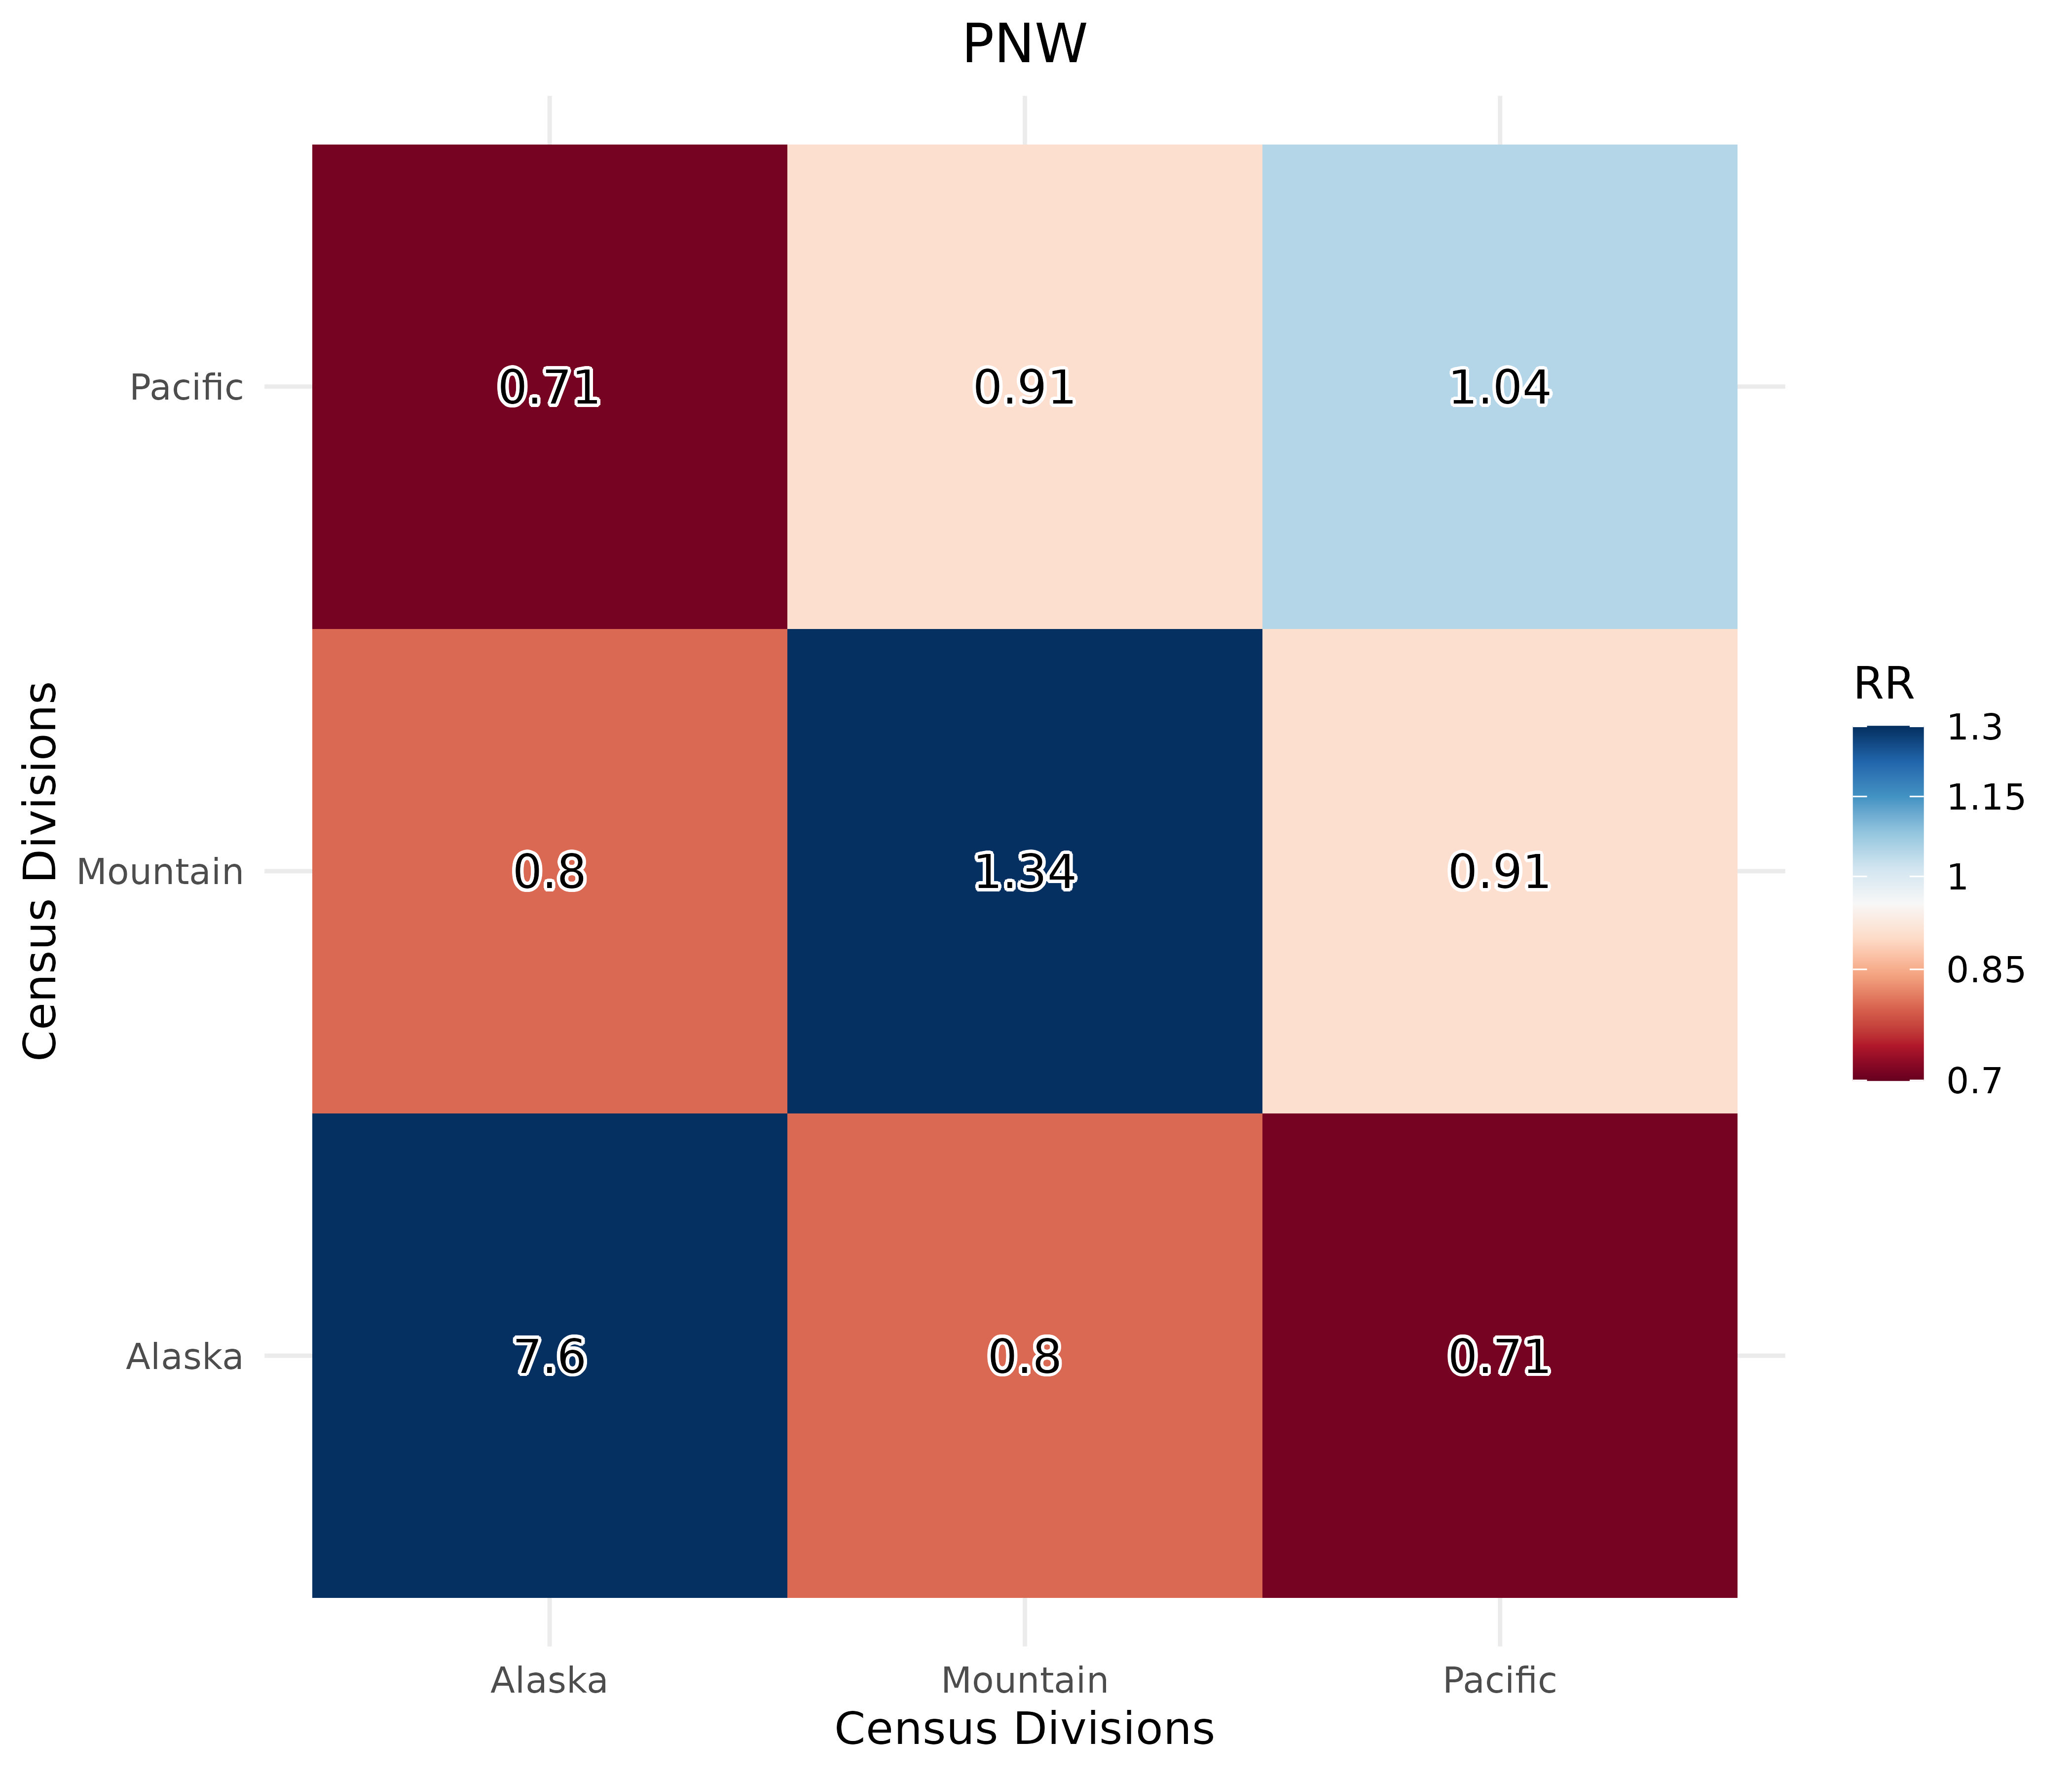 PNW
Census Divisions
Pacific
Mountain
Alaska
0.71 0.91 1.04
0.8 1.34 0.91
7.6 0.8 0.71
Alaska Mountain Pacific
Census Divisions
RR
1.3
1.15
1
0.85
0.7